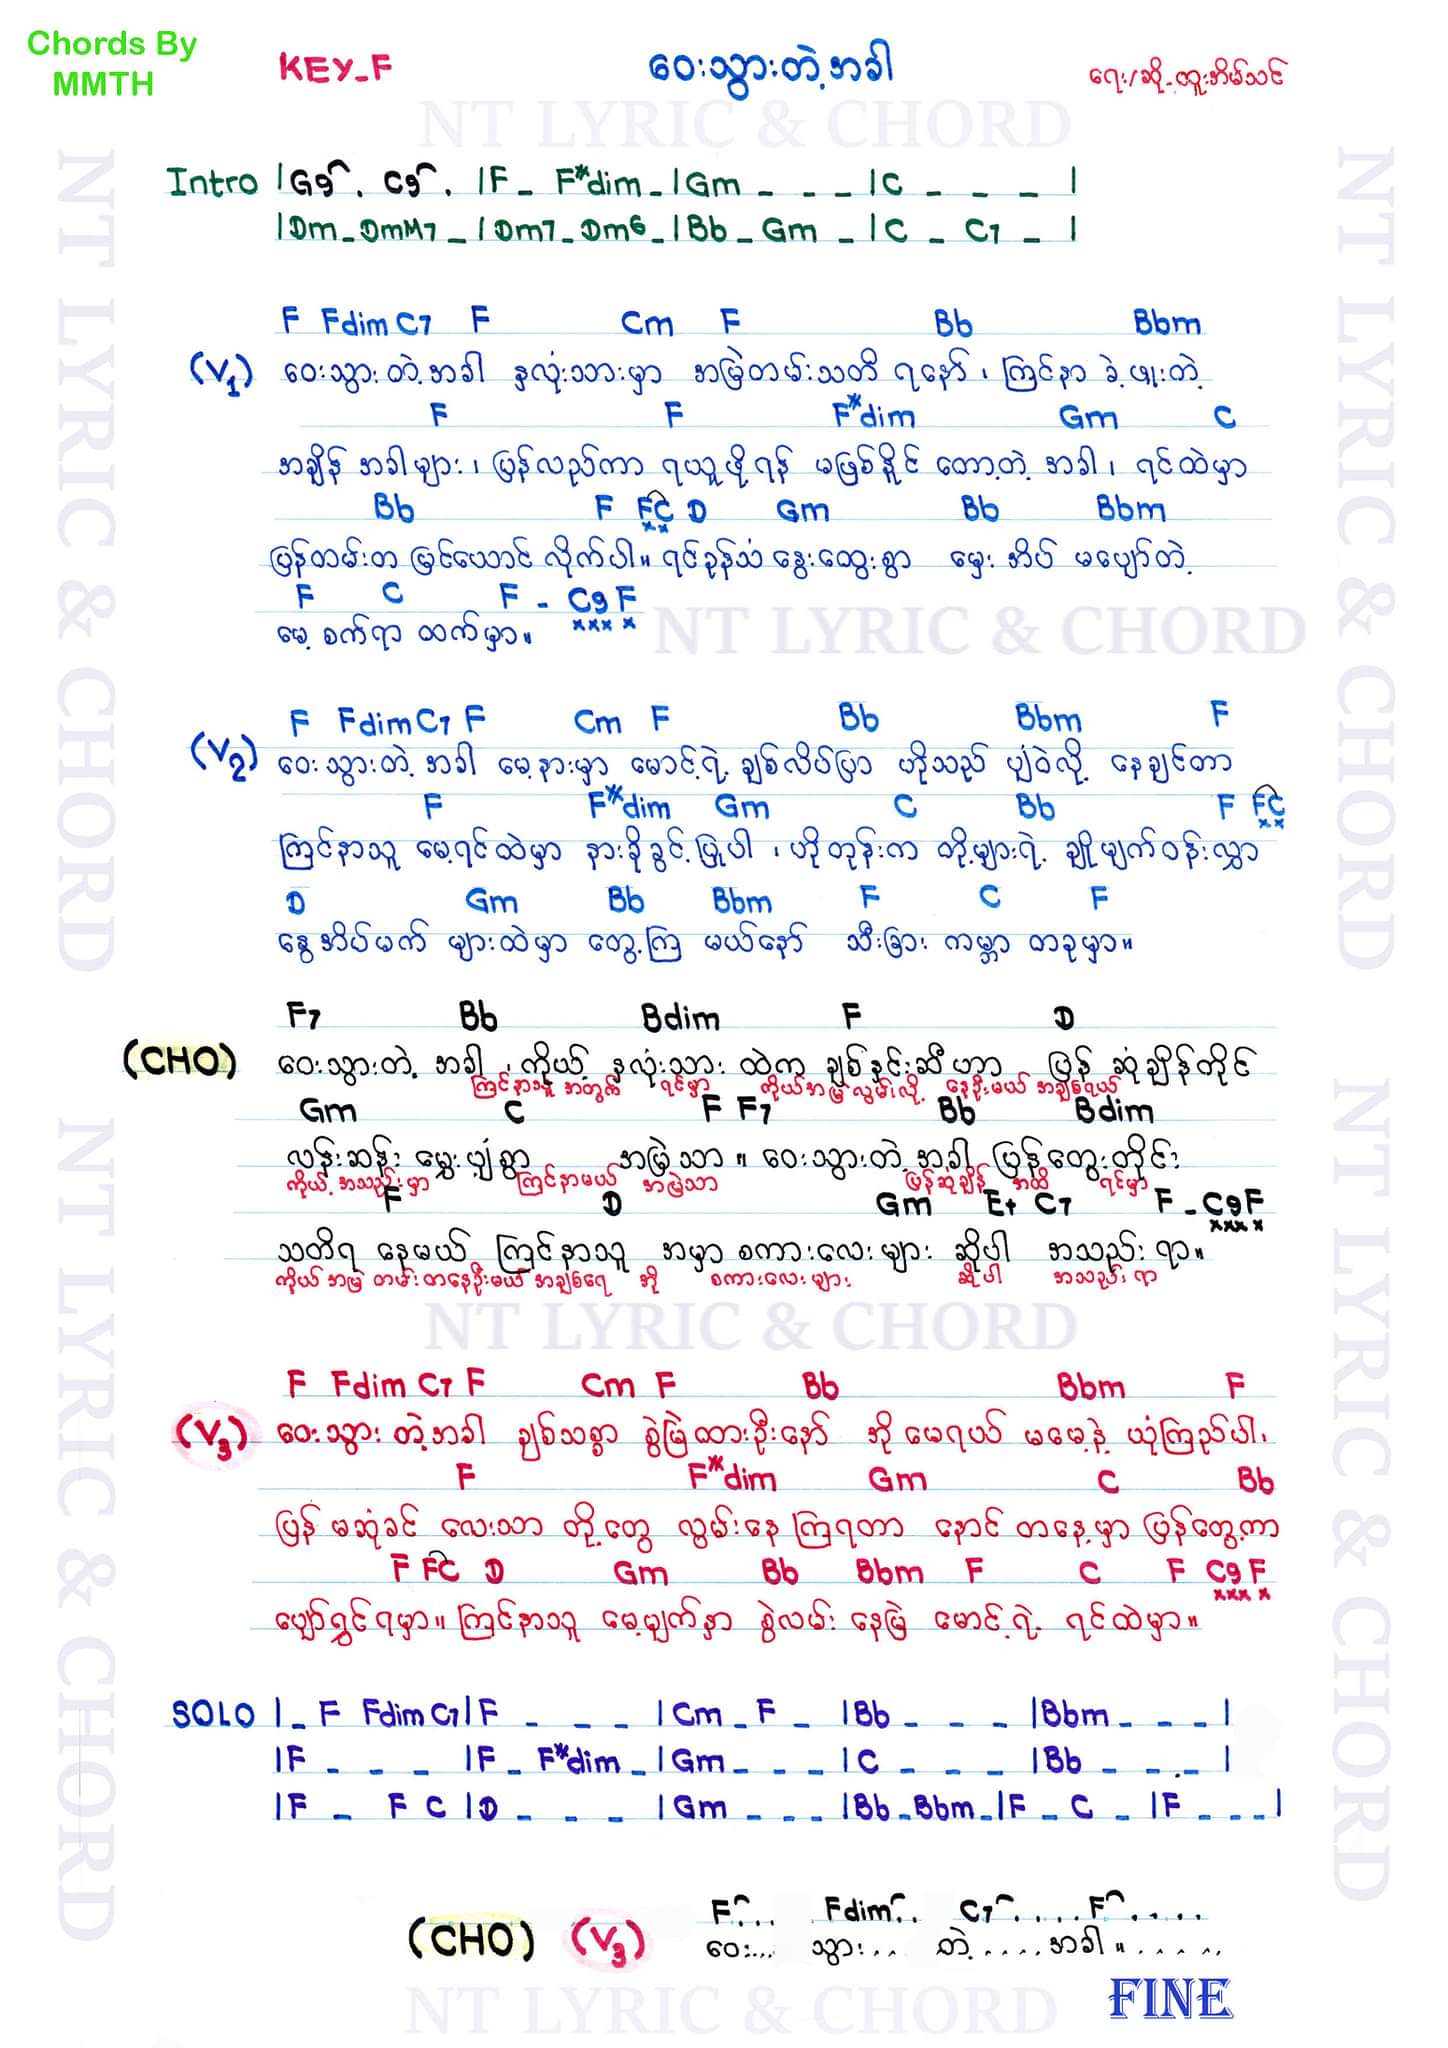 Chords By
MMTH
KEY_F
ဝေးသွားတဲ့အခါ
ရေး/ဆို_ထူးအိမ်သင်
NT LYRIC & CHORD
Intro |G9 . C9 . |F _ F*dim _ |Gm _ _ _ |C _ _ _ |
|Dm _ DmM7 _ |Dm7 _ Dm6 _ |Bb _ Gm _ |C _ C7 _ |
F Fdim C7 F Cm F Bb Bbm
(V1) ဝေးသွားတဲ့အခါ နှလုံးသားမှာ အမြဲတမ်းသတိ ရနော် ၊ ကြင်နာ ခဲ့ဖူးတဲ့
F F F*dim Gm C
အချိန် အခါများ ၊ ပြန်လည်ကာ ရယူဖို့ရန် မဖြစ်နိုင် တော့တဲ့ အခါ ၊ ရင်ထဲမှာ
Bb F FC D Gm Bb Bbm
ပြန်တမ်းတ မြင်ယောင် လိုက်ပါ ။ ရင်ခုန်သံ နွေးထွေးစွာ မှေးအိပ် မပျော်တဲ့
F C F _ C9 F
မေ့စက်ရာ ထက်မှာ ။
NT LYRIC & CHORD
F Fdim C7 F Cm F Bb Bbm F
(V2) ဝေးသွားတဲ့ အခါ မေ့နားမှာ မောင့်ရဲ့ ချစ်လိပ်ပြာ ဟိုသည် ပျံဝဲလို့ နေချင်တာ
F F*dim Gm C Bb F FC
ကြင်နာသူ မေ့ရင်ထဲမှာ နားခိုခွင့်ပြုပါ ၊ ဟိုတုန်းက တို့များရဲ့ ချိုမျက်ဝန်းလွှာ
D Gm Bb Bbm F C F
နွေအိပ်မက် များထဲမှာ တွေ့ကြ မယ်နော် သီးခြား ကမ္ဘာ တခုမှာ ။
F7 Bb Bdim F D
(CHO) ဝေးသွားတဲ့ အခါ ၊ ကိုယ့် နှလုံးသား ထဲက ချစ်နှင်းဆီဟာ ပြန် ဆုံချိန်တိုင်
ကြင်နာသူ အတွက် ရင်မှာ ကိုယ်အမြဲလွမ်းလို့ နေဦးမယ် အချစ်ရယ်
Gm C F F7 Bb Bdim
လန်းဆန်း မွှေးပျံ့စွာ အမြဲသာ ။ ဝေးသွားတဲ့ အခါ ပြန်တွေးတိုင်း
ကိုယ့် အသည်းမှာ ကြင်နာမယ် အမြဲသာ ပြန်ဆုံချိန် အထိ ရင်မှာ
F D Gm E+ C7 F _ C9 F
သတိရ နေမယ် ကြင်နာသူ အမှာ စကားလေးများ ဆိုပါ အသည်းရာ ။
ကိုယ်အမြဲ တမ်းတနေဦးမယ် အချစ်ရေ အို စကားလေးများ ဆိုပါ အသည်းရာ
NT LYRIC & CHORD
F Fdim C7 F Cm F Bb Bbm F
(V3) ဝေးသွား တဲ့အခါ ချစ်သစ္စာ စွဲမြဲထားဦးနော် အို မေရယ် မမေ့နဲ့ ယုံကြည်ပါ ၊
F F*dim Gm C Bb
ပြန် မဆုံခင် လေးသာ တို့တွေ လွမ်းနေကြရတာ နောင် တနေ့မှာ ပြန်တွေ့ကာ
F FC D Gm Bb Bbm F C F C9 F
ပျော်ရွှင်ရမှာ ။ ကြင်နာသူ မေ့မျက်နှာ စွဲလမ်း နေမြဲ မောင့်ရဲ့ ရင်ထဲမှာ ။
SOLO |_ F Fdim C7 |F _ _ _ |Cm _ F _ |Bb _ _ _ |Bbm _ _ _ |
|F _ _ _ |F _ F*dim _ |Gm _ _ _ |C _ _ _ |Bb _ _ _ |
|F _ F C |D _ _ _ |Gm _ _ _ |Bb _ Bbm _ |F _ C _ |F _ _ _ |
F . . . Fdim . . C7 . . . . . F . . . .
(CHO) (V3) ဝေး . . . သွား . . . တဲ့ . . . . . အခါ ။ . . . . . .
FINE
NT LYRIC & CHORD
NT LYRIC & CHORD
NT LYRIC & CHORD
NT LYRIC & CHORD
NT LYRIC & CHORD